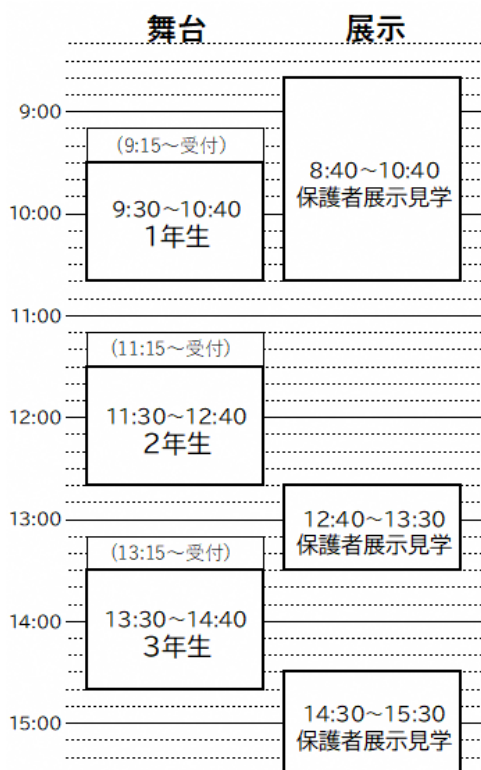 舞台
展示
9:00
(9:15～受付)
8:40～10:40
保護者展示見学
9:30～10:40
1年生
10:00
11:00
(11:15～受付)
11:30～12:40
2年生
12:00
12:40～13:30
保護者展示見学
13:00
(13:15～受付)
13:30～14:40
3年生
14:00
14:30～15:30
保護者展示見学
15:00